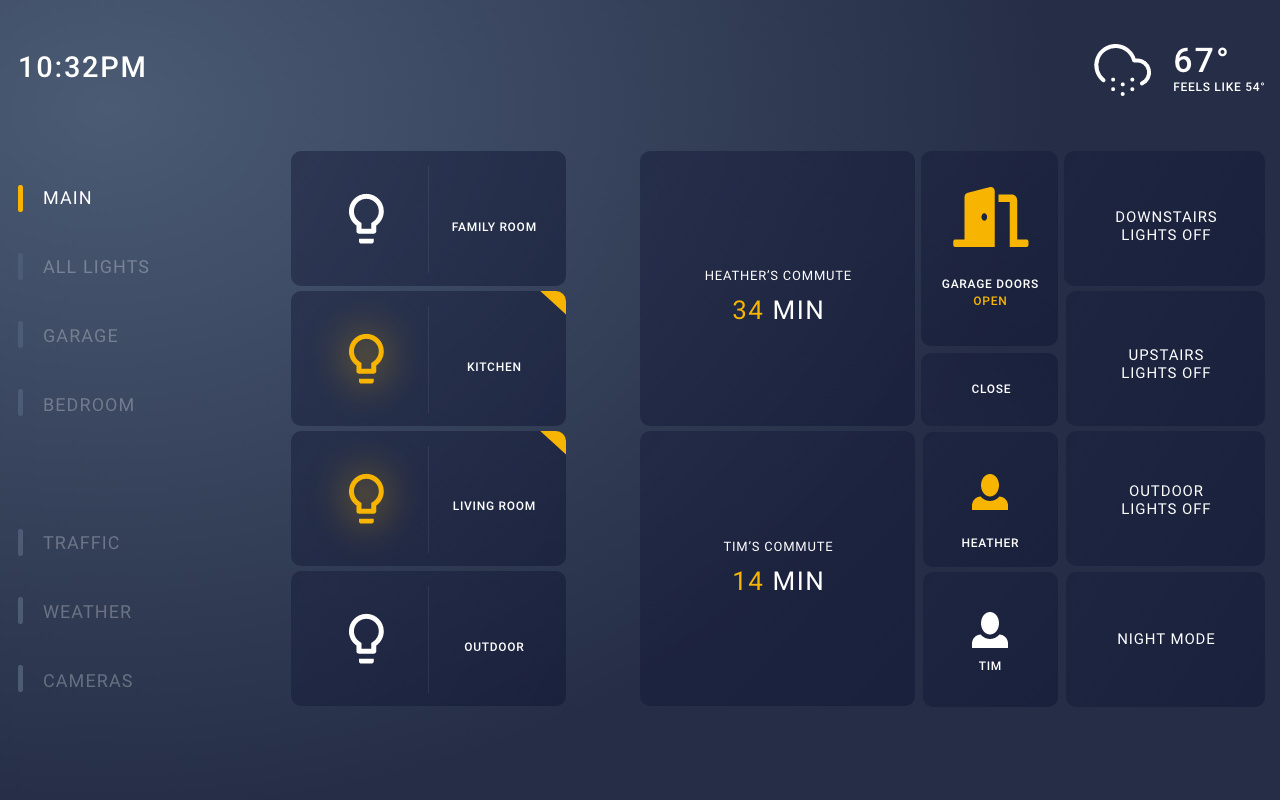 10:32PM
67°
FEELS LIKE 54°
MAIN
ALL LIGHTS
GARAGE
BEDROOM
TRAFFIC
WEATHER
CAMERAS
FAMILY ROOM
KITCHEN
LIVING ROOM
OUTDOOR
HEATHER'S COMMUTE
34 MIN
TIM'S COMMUTE
14 MIN
GARAGE DOORS
OPEN
CLOSE
HEATHER
TIM
DOWNSTAIRS
LIGHTS OFF
UPSTAIRS
LIGHTS OFF
OUTDOOR
LIGHTS OFF
NIGHT MODE